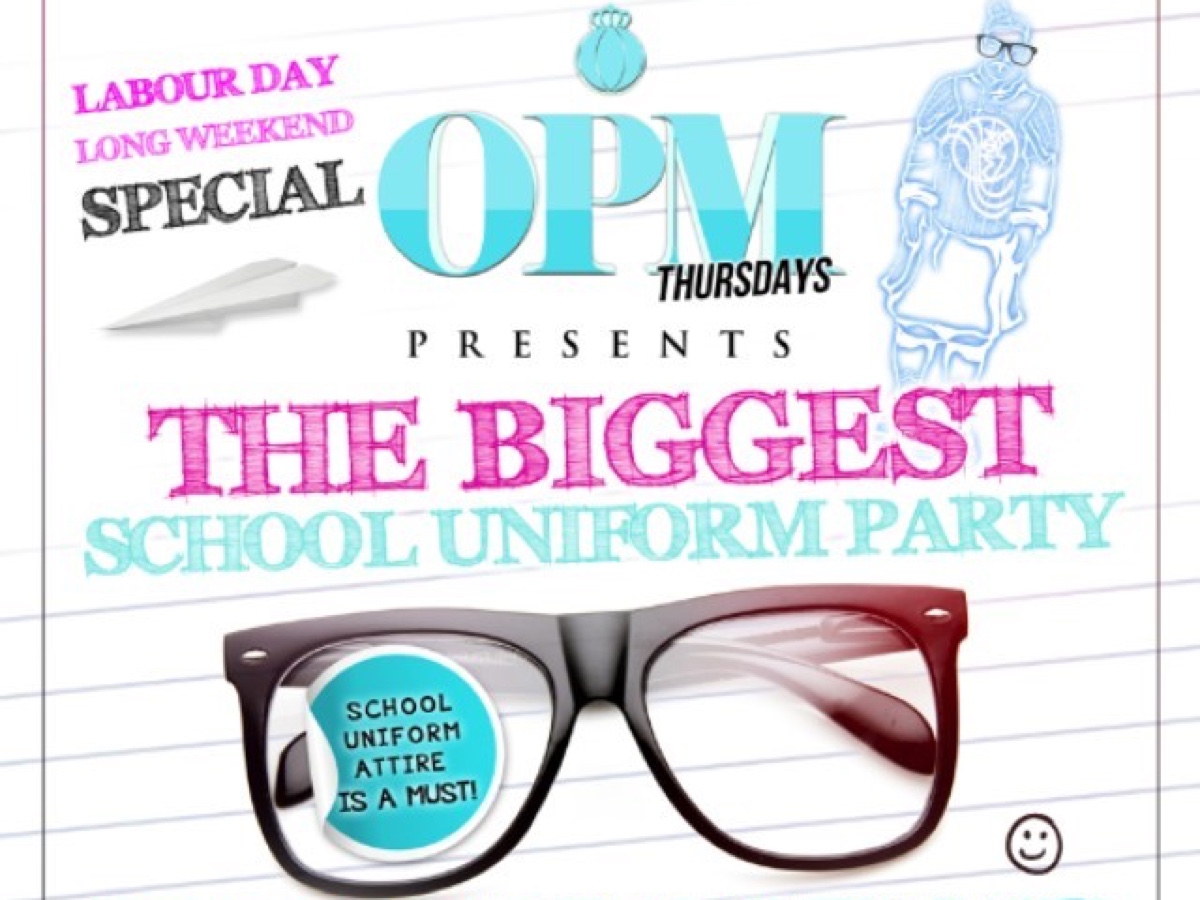 LABOUR DAY
LONG WEEKEND
SPECIAL
OPM
THURSDAYS
PRESENTS
THE BIGGEST
SCHOOL UNIFORM PARTY
SCHOOL
UNIFORM
ATTIRE
IS A MUST!